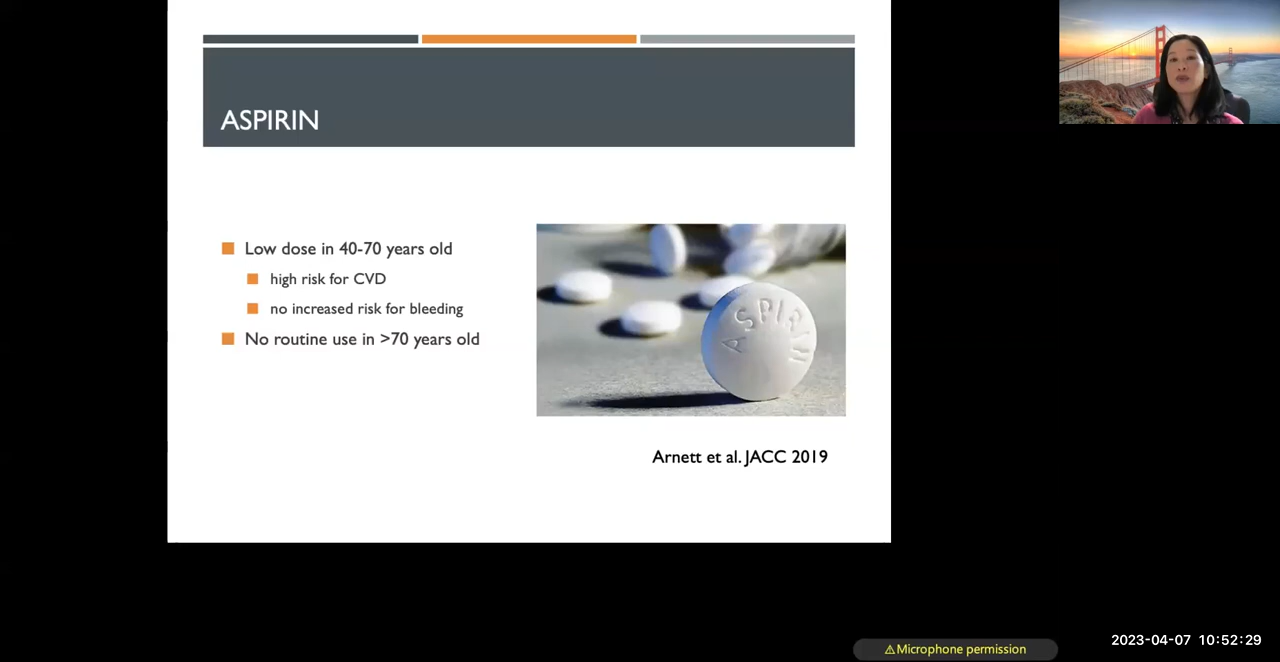 ASPIRIN
Low dose in 40-70 years old
high risk for CVD
no increased risk for bleeding
No routine use in >70 years old
ASPIRIN
Arnett et al. JACC 2019
⚠Microphone permission
2023-04-07 10:52:29